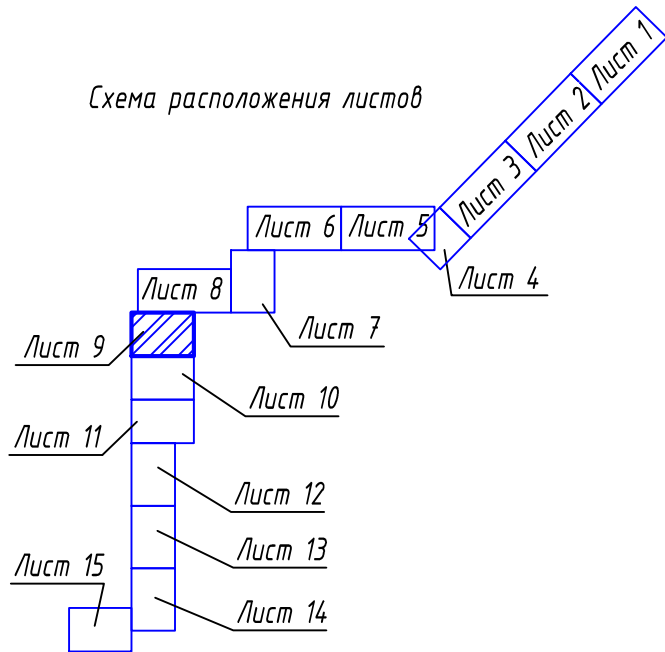 Схема расположения листов
Лист 1
Лист 2
Лист 3
Лист 4
Лист 5
Лист 6
Лист 7
Лист 8
Лист 9
Лист 10
Лист 11
Лист 12
Лист 13
Лист 14
Лист 15